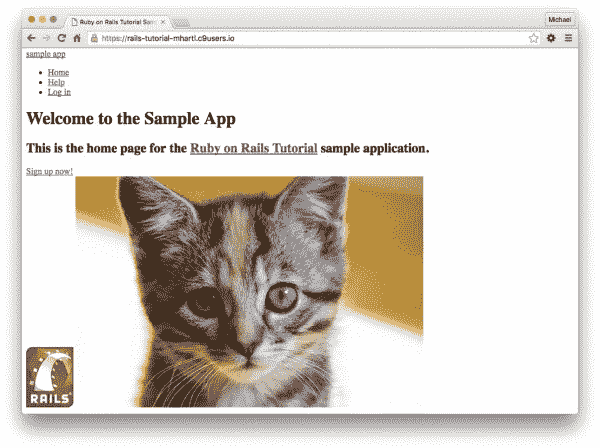 Ruby on Rails Tutorial Sam
Michael
https://rails-tutorial-mhartl.c9users.io
sample app
Home
Help
Log in
Welcome to the Sample App
This is the home page for the Ruby on Rails Tutorial sample application.
Sign up now!
RAILS